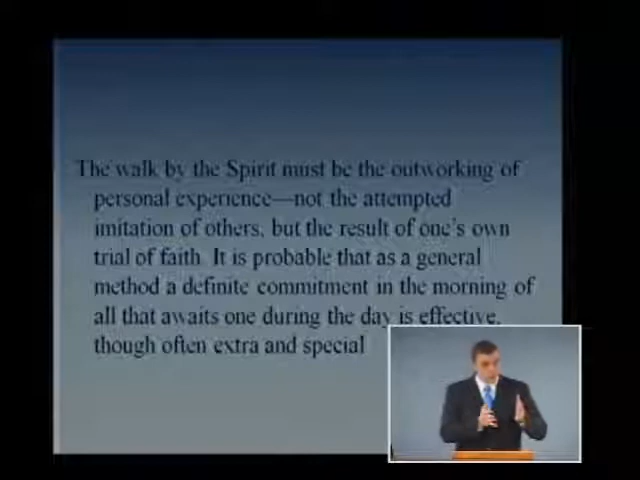 The walk by the Spirit must be the outworking of
personal experience—not the attempted
imitation of others, but the result of one's own
trial of faith. It is probable that as a general
method a definite commitment in the morning of
all that awaits one during the day is effective,
though often extra and special